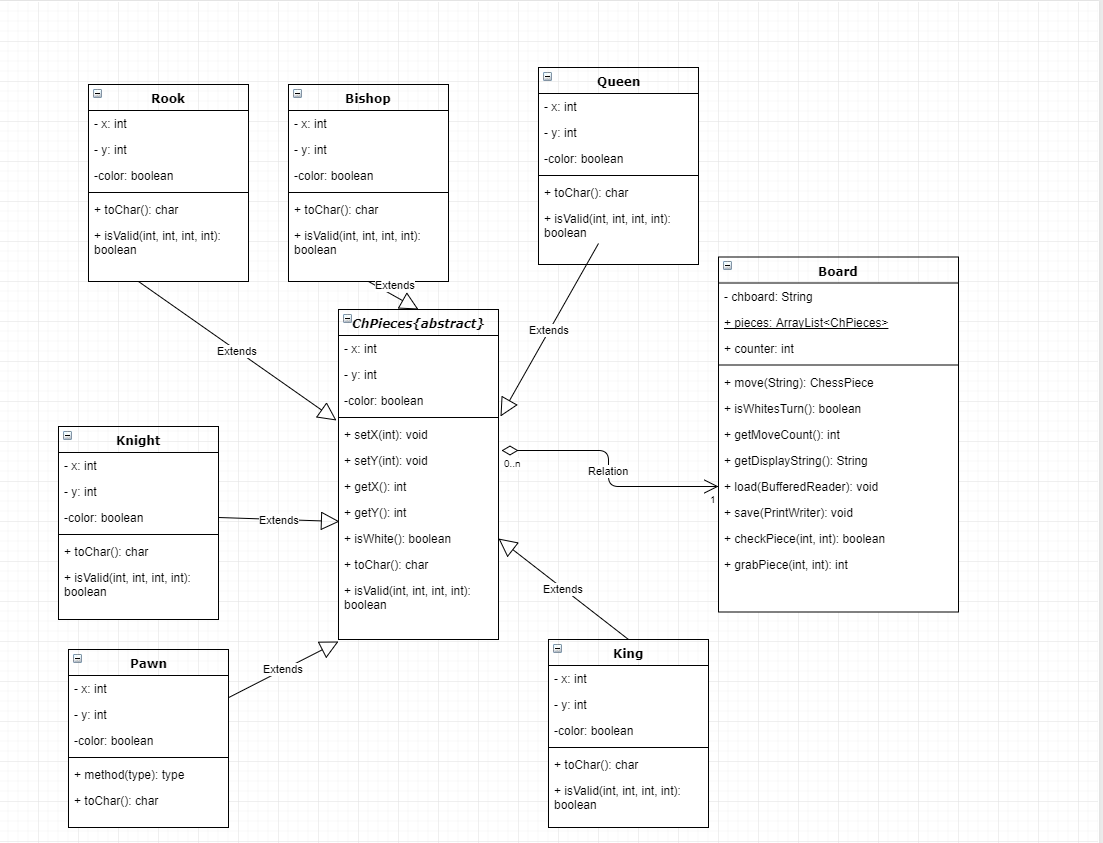 Rook
- x: int
- y: int
-color: boolean
+ toChar(): char
+ isValid(int, int, int, int):
boolean
Bishop
- x: int
- y: int
-color: boolean
+ toChar(): char
+ isValid(int, int, int, int):
boolean
Queen
- x: int
- y: int
-color: boolean
+ toChar(): char
+ isValid(int, int, int, int):
boolean
Board
- chboard: String
+ pieces: ArrayList<ChPieces>
+ counter: int
+ move(String): ChessPiece
+ isWhitesTurn(): boolean
+ getMoveCount(): int
+ getDisplayString(): String
+ load(BufferedReader): void
+ save(PrintWriter): void
+ checkPiece(int, int): boolean
+ grabPiece(int, int): int
Extends
Extends
Extends
ChPieces{abstract}
- x: int
- y: int
-color: boolean
+ setX(int): void
+ setY(int): void
+ getX(): int
+ getY(): int
+ isWhite(): boolean
+ toChar(): char
+ isValid(int, int, int, int):
boolean
0..n
Relation
1
Knight
- x: int
- y: int
-color: boolean
+ toChar(): char
+ isValid(int, int, int, int):
boolean
Extends
Extends
Pawn
- x: int
- y: int
-color: boolean
+ method(type): type
+ toChar(): char
Extends
King
- x: int
- y: int
-color: boolean
+ toChar(): char
+ isValid(int, int, int, int):
boolean